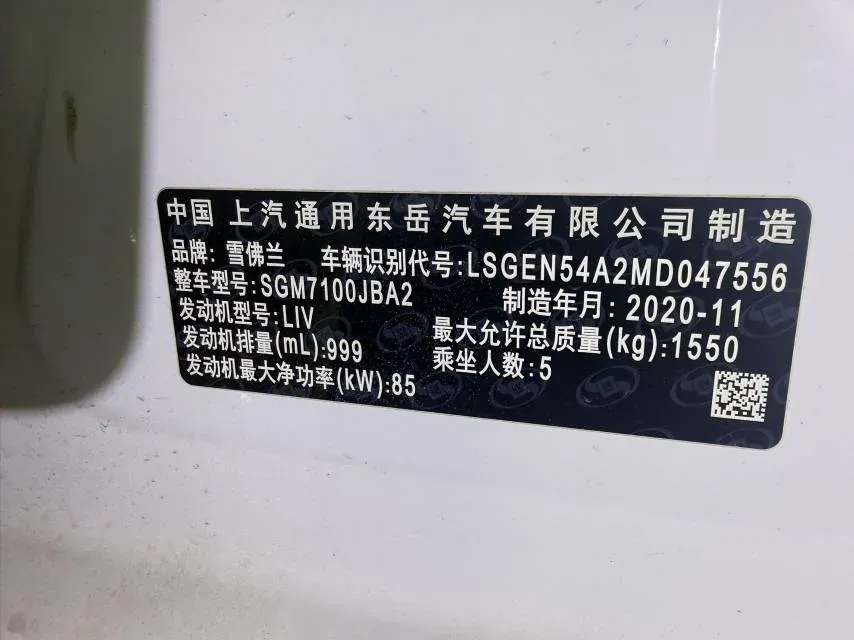 中国 上汽通用东岳汽车有限公司制造
品牌: 雪佛兰 车辆识别代号:LSGEN54A2MD047556
整车型号:SGM7100JBA2 制造年月:2020-11
发动机型号:LIV 最大允许总质量(kg):1550
发动机排量(mL):999 乘坐人数:5
发动机最大净功率(kW):85